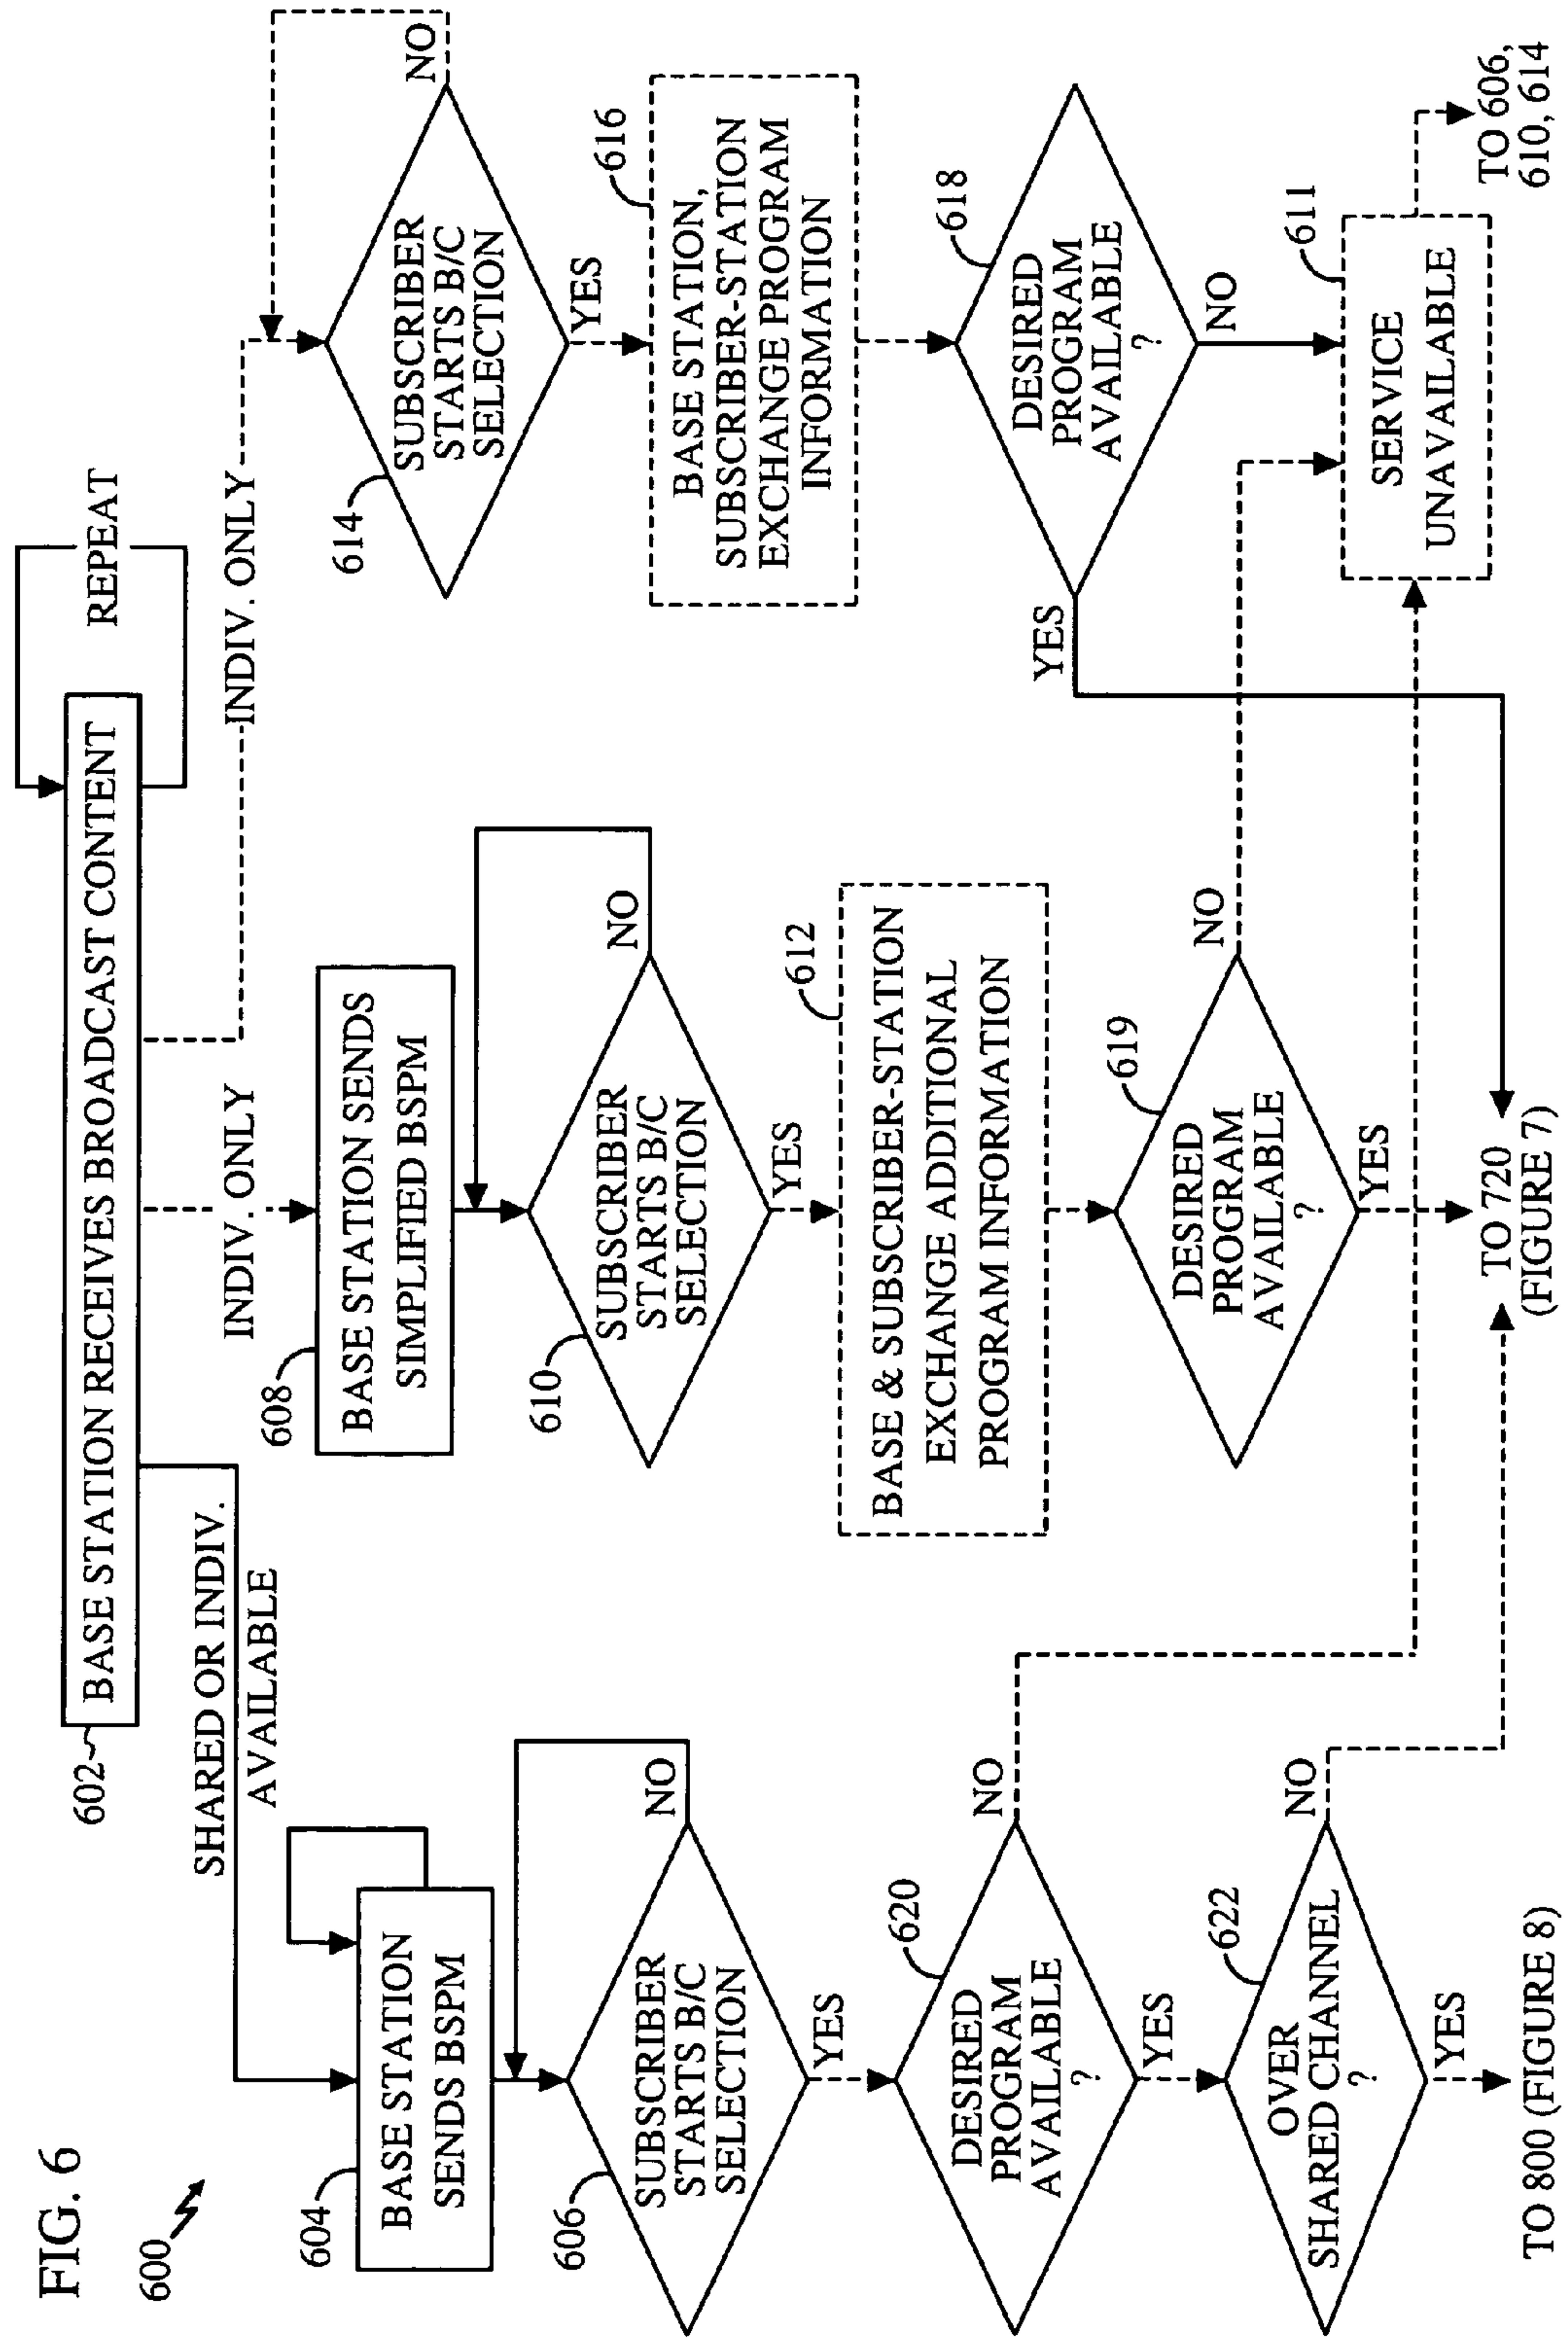 FIG. 6
600
602
BASE STATION RECEIVES BROADCAST CONTENT
REPEAT
SHARED OR INDIV.
AVAILABLE
INDIV. ONLY
INDIV. ONLY
604
BASE STATION
SENDS BSPM
606
SUBSCRIBER
STARTS B/C
SELECTION
NO
YES
620
DESIRED
PROGRAM
AVAILABLE
?
NO
YES
622
OVER
SHARED CHANNEL
?
NO
YES
TO 800 (FIGURE 8)
608
BASE STATION SENDS
SIMPLIFIED BSPM
610
SUBSCRIBER
STARTS B/C
SELECTION
NO
YES
612
BASE & SUBSCRIBER-STATION
EXCHANGE ADDITIONAL
PROGRAM INFORMATION
619
DESIRED
PROGRAM
AVAILABLE
?
NO
YES
TO 720
(FIGURE 7)
614
SUBSCRIBER
STARTS B/C
SELECTION
NO
YES
616
BASE STATION,
SUBSCRIBER-STATION
EXCHANGE PROGRAM
INFORMATION
618
DESIRED
PROGRAM
AVAILABLE
?
YES
NO
611
SERVICE
UNAVAILABLE
TO 606,
610, 614